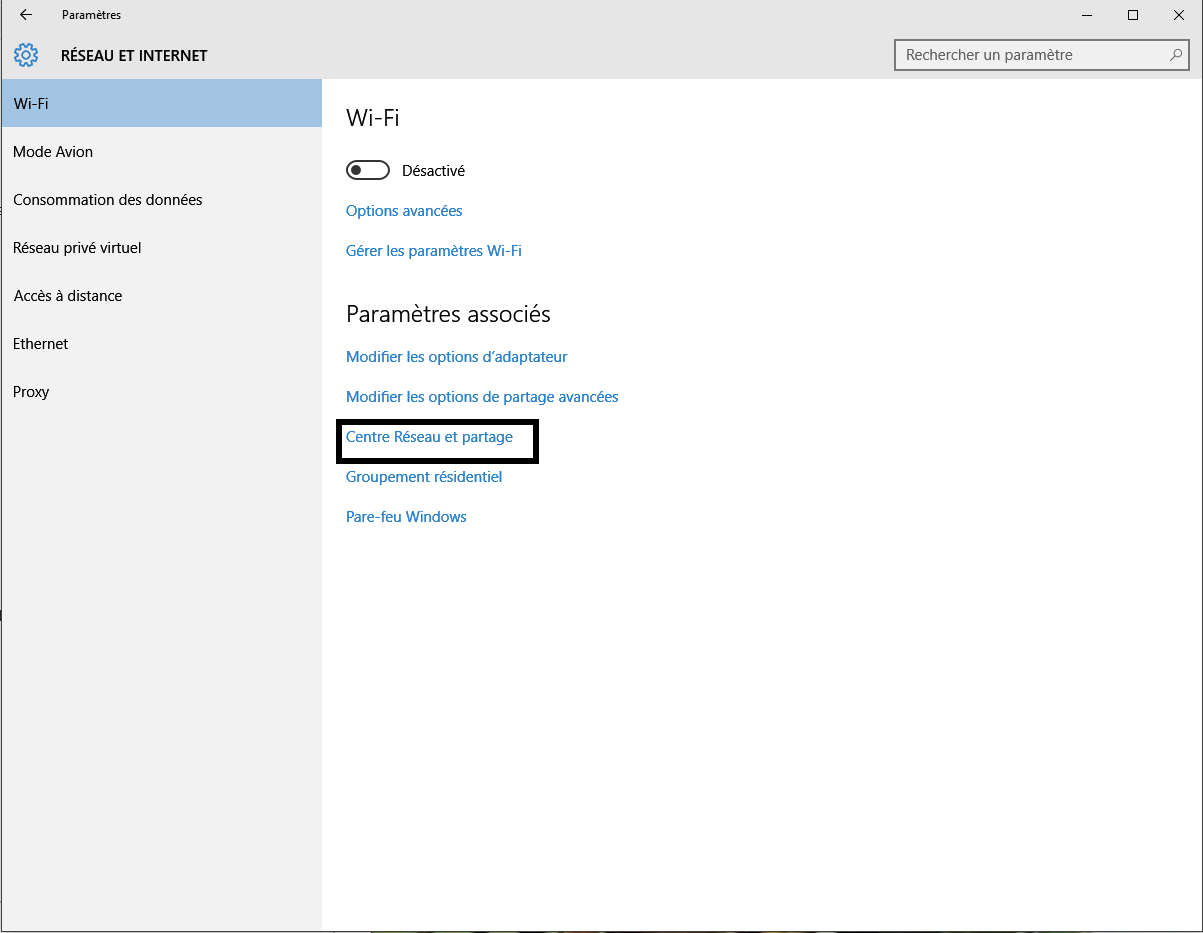 Paramètres
RÉSEAU ET INTERNET
Rechercher un paramètre
Wi-Fi
Mode Avion
Consommation des données
Réseau privé virtuel
Accès à distance
Ethernet
Proxy
Wi-Fi
Désactivé
Options avancées
Gérer les paramètres Wi-Fi
Paramètres associés
Modifier les options d’adaptateur
Modifier les options de partage avancées
Centre Réseau et partage
Groupement résidentiel
Pare-feu Windows